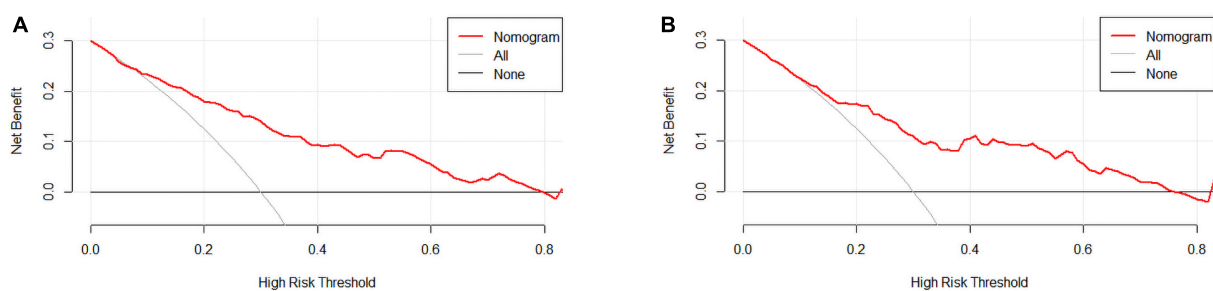 A
Net Benefit
0.3
0.2
0.1
0.0
Nomogram
All
None
0.0 0.2 0.4 0.6 0.8
High Risk Threshold
B
Net Benefit
0.3
0.2
0.1
0.0
Nomogram
All
None
0.0 0.2 0.4 0.6 0.8
High Risk Threshold